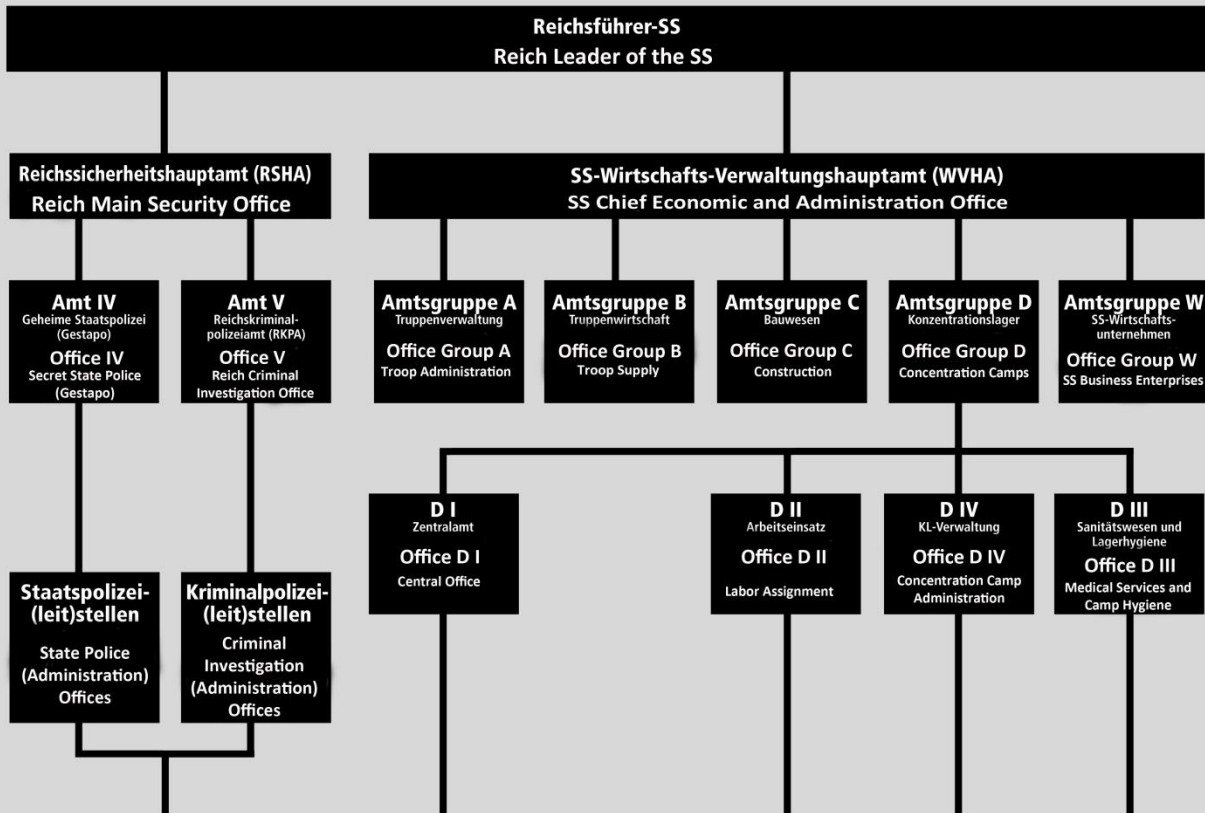 Reichsführer-SS
Reich Leader of the SS
Reichssicherheitshauptamt (RSHA)
Reich Main Security Office
SS-Wirtschafts-Verwaltungshauptamt (WVHA)
SS Chief Economic and Administration Office
Amt IV
Geheime Staatspolizei
(Gestapo)
Office IV
Secret State Police
(Gestapo)
Amt V
Reichskriminal-
polizeiamt (RKPA)
Office V
Reich Criminal
Investigation Office
Amtsgruppe A
Truppenverwaltung
Office Group A
Troop Administration
Amtsgruppe B
Truppenwirtschaft
Office Group B
Troop Supply
Amtsgruppe C
Bauwesen
Office Group C
Construction
Amtsgruppe D
Konzentrationslager
Office Group D
Concentration Camps
Amtsgruppe W
SS-Wirtschafts-
unternehmen
Office Group W
SS Business Enterprises
D I
Zentralamt
Office D I
Central Office
D II
Arbeitseinsatz
Office D II
Labor Assignment
D IV
KL-Verwaltung
Office D IV
Concentration Camp
Administration
D III
Sanitätswesen und
Lagerhygiene
Office D III
Medical Services and
Camp Hygiene
Staatspolizei-
(leit)stellen
State Police
(Administration)
Offices
Kriminalpolizei-
(leit)stellen
Criminal
Investigation
(Administration)
Offices